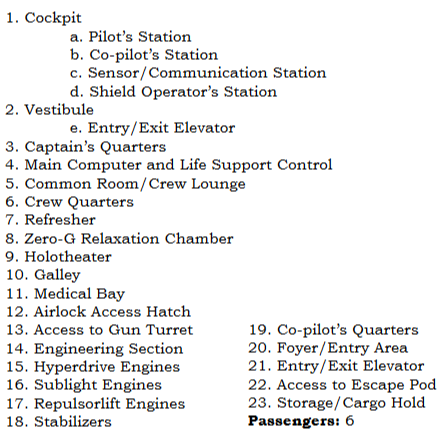 1. Cockpit
a. Pilot's Station
b. Co-pilot's Station
c. Sensor/Communication Station
d. Shield Operator's Station
2. Vestibule
e. Entry/Exit Elevator
3. Captain's Quarters
4. Main Computer and Life Support Control
5. Common Room/Crew Lounge
6. Crew Quarters
7. Refresher
8. Zero-G Relaxation Chamber
9. Holotheater
10. Galley
11. Medical Bay
12. Airlock Access Hatch
13. Access to Gun Turret
14. Engineering Section
15. Hyperdrive Engines
16. Sublight Engines
17. Repulsorlift Engines
18. Stabilizers
19. Co-pilot's Quarters
20. Foyer/Entry Area
21. Entry/Exit Elevator
22. Access to Escape Pod
23. Storage/Cargo Hold
Passengers: 6